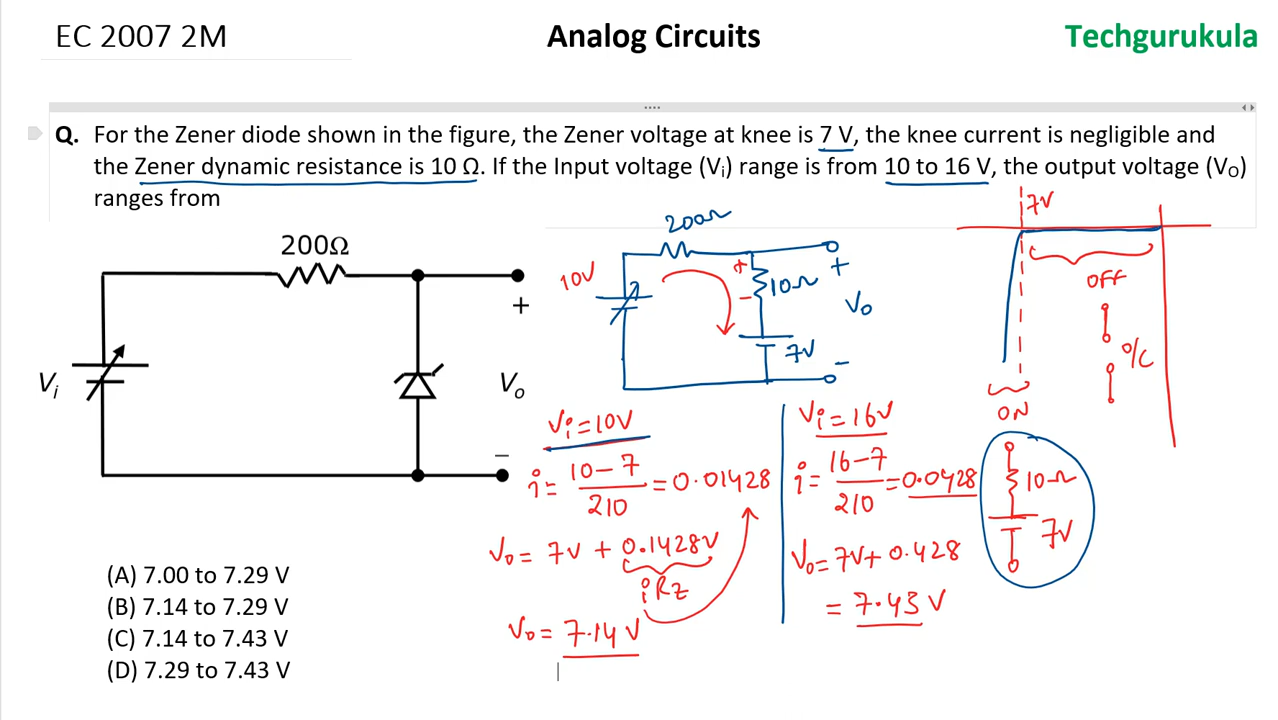 EC 2007 2M
Analog Circuits
Techgurukula
Q. For the Zener diode shown in the figure, the Zener voltage at knee is 7 V, the knee current is negligible and
the Zener dynamic resistance is 10 Ω. If the Input voltage (Vi) range is from 10 to 16 V, the output voltage (VO)
ranges from
200Ω
+
Vi
Vo
−
200Ω
10V
+
10Ω
−
7V
+
Vo
−
7V
OFF
O/C
ON
10Ω
7V
Vi=10V
i= 10-7/210 = 0.01428
Vo= 7V + 0.1428V
iRz
Vo= 7.14 V
Vi=16V
i= 16-7/210 = 0.0428
Vo=7V+ 0.428
= 7.43 V
(A) 7.00 to 7.29 V
(B) 7.14 to 7.29 V
(C) 7.14 to 7.43 V
(D) 7.29 to 7.43 V